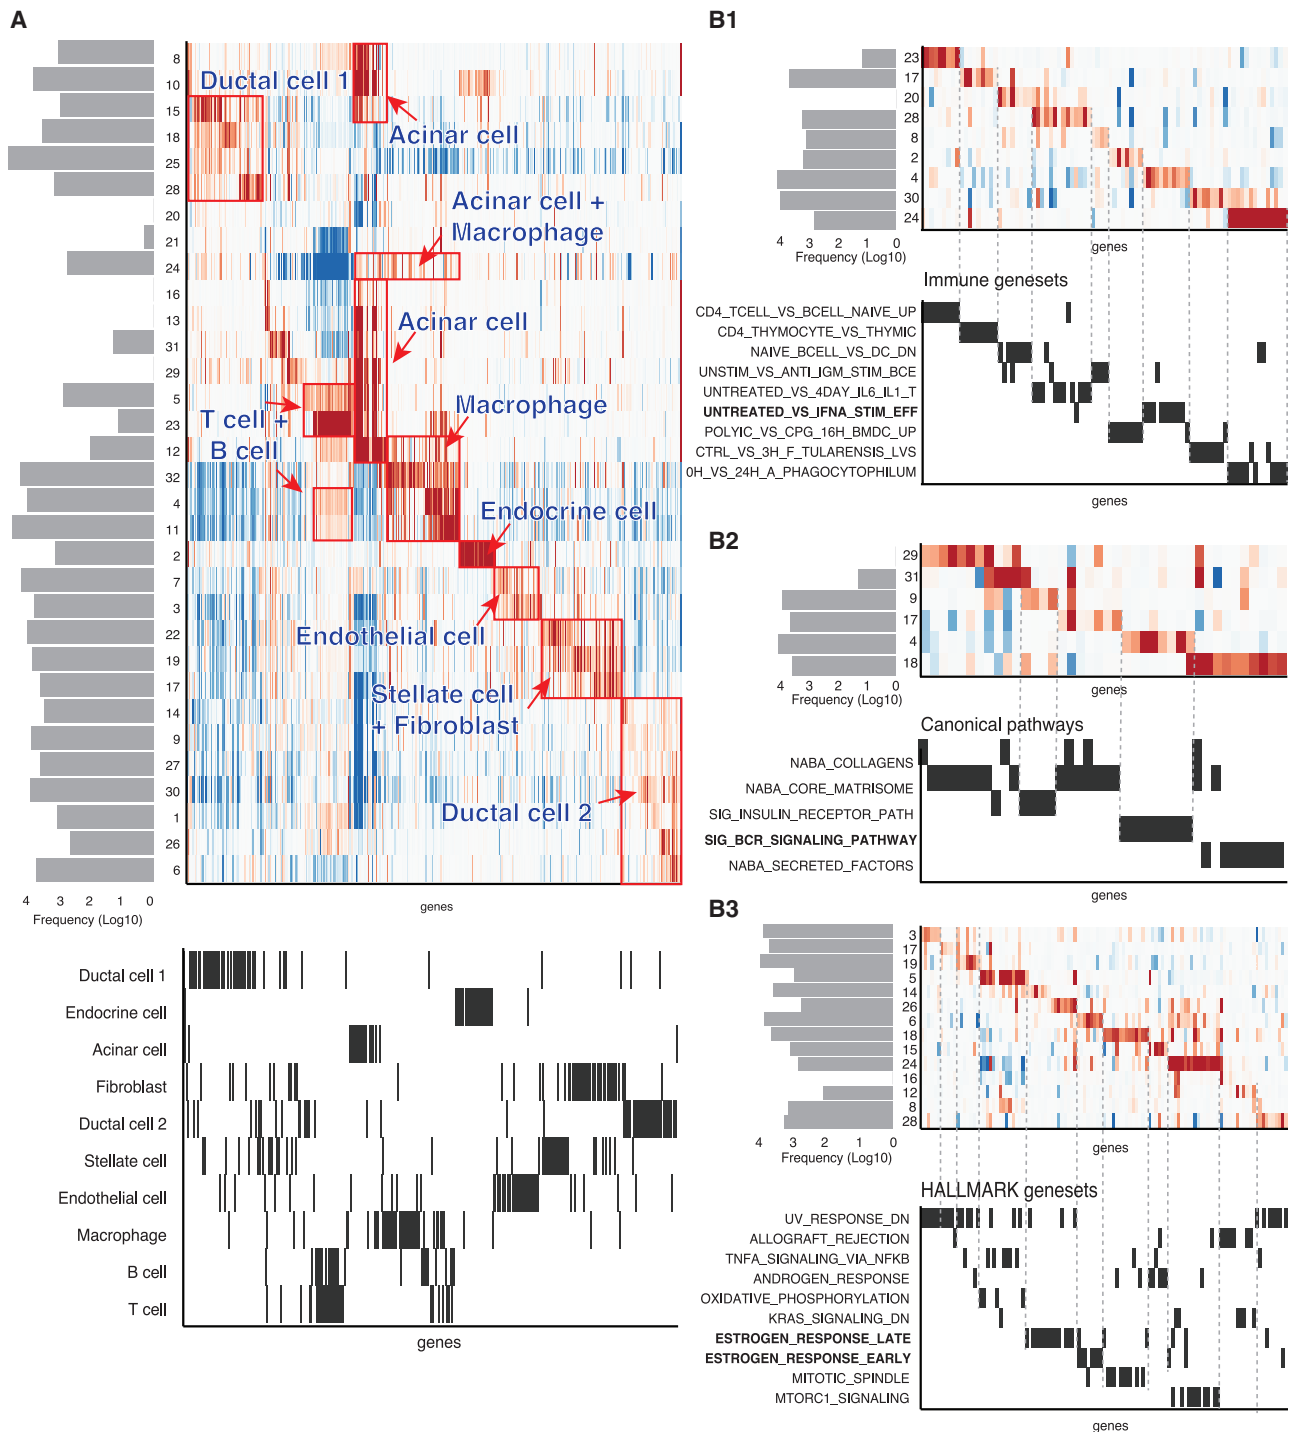 A
8
10
15
18
25
28
20
21
24
16
13
31
29
5
23
12
32
4
11
2
7
3
22
19
17
14
9
27
30
1
26
6
Ductal cell 1
Acinar cell
Acinar cell +
Macrophage
Acinar cell
Macrophage
T cell +
B cell
Endocrine cell
Endothelial cell
Stellate cell
+ Fibroblast
Ductal cell 2
4 3 2 1 0
Frequency (Log10)
genes
Ductal cell 1
Endocrine cell
Acinar cell
Fibroblast
Ductal cell 2
Stellate cell
Endothelial cell
Macrophage
B cell
T cell
genes
B1
23
17
20
28
8
2
4
30
24
4 3 2 1 0
Frequency (Log10)
genes
Immune genesets
CD4_TCELL_VS_BCELL_NAIVE_UP
CD4_THYMOCYTE_VS_THYMIC
NAIVE_BCELL_VS_DC_DN
UNSTIM_VS_ANTI_IGM_STIM_BCE
UNTREATED_VS_4DAY_IL6_IL1_T
UNTREATED_VS_IFNA_STIM_EFF
POLYIC_VS_CPG_16H_BMDC_UP
CTRL_VS_3H_F_TULARENSIS_LVS
0H_VS_24H_A_PHAGOCYTOPHILUM
genes
B2
29
31
9
17
4
18
4 3 2 1 0
Frequency (Log10)
genes
Canonical pathways
NABA_COLLAGENS
NABA_CORE_MATRISOME
SIG_INSULIN_RECEPTOR_PATH
SIG_BCR_SIGNALING_PATHWAY
NABA_SECRETED_FACTORS
genes
B3
3
17
19
5
14
26
6
18
15
24
16
12
8
28
4 3 2 1 0
Frequency (Log10)
genes
HALLMARK genesets
UV_RESPONSE_DN
ALLOGRAFT_REJECTION
TNFA_SIGNALING_VIA_NFKB
ANDROGEN_RESPONSE
OXIDATIVE_PHOSPHORYLATION
KRAS_SIGNALING_DN
ESTROGEN_RESPONSE_LATE
ESTROGEN_RESPONSE_EARLY
MITOTIC_SPINDLE
MTORC1_SIGNALING
genes